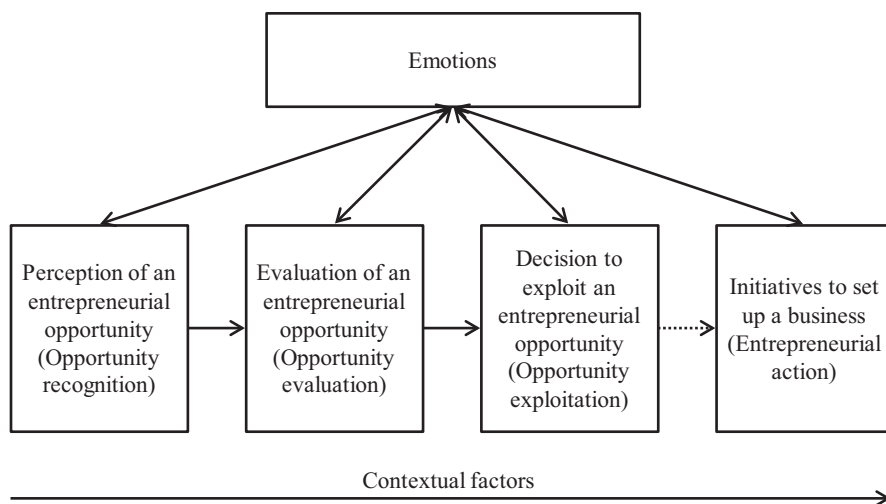 Emotions
Perception of an
entrepreneurial
opportunity
(Opportunity
recognition)
Evaluation of an
entrepreneurial
opportunity
(Opportunity
evaluation)
Decision to
exploit an
entrepreneurial
opportunity
(Opportunity
exploitation)
Initiatives to set
up a business
(Entrepreneurial
action)
Contextual factors